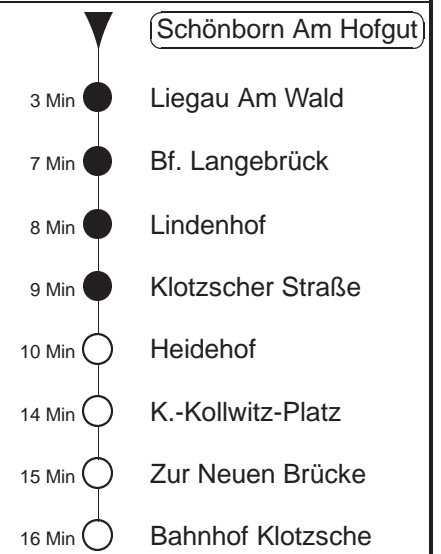 Schönborn Am Hofgut
3 Min Liegau Am Wald
7 Min Bf. Langebrück
8 Min Lindenhof
9 Min Klotzscher Straße
10 Min Heidehof
14 Min K.-Kollwitz-Platz
15 Min Zur Neuen Brücke
16 Min Bahnhof Klotzsche